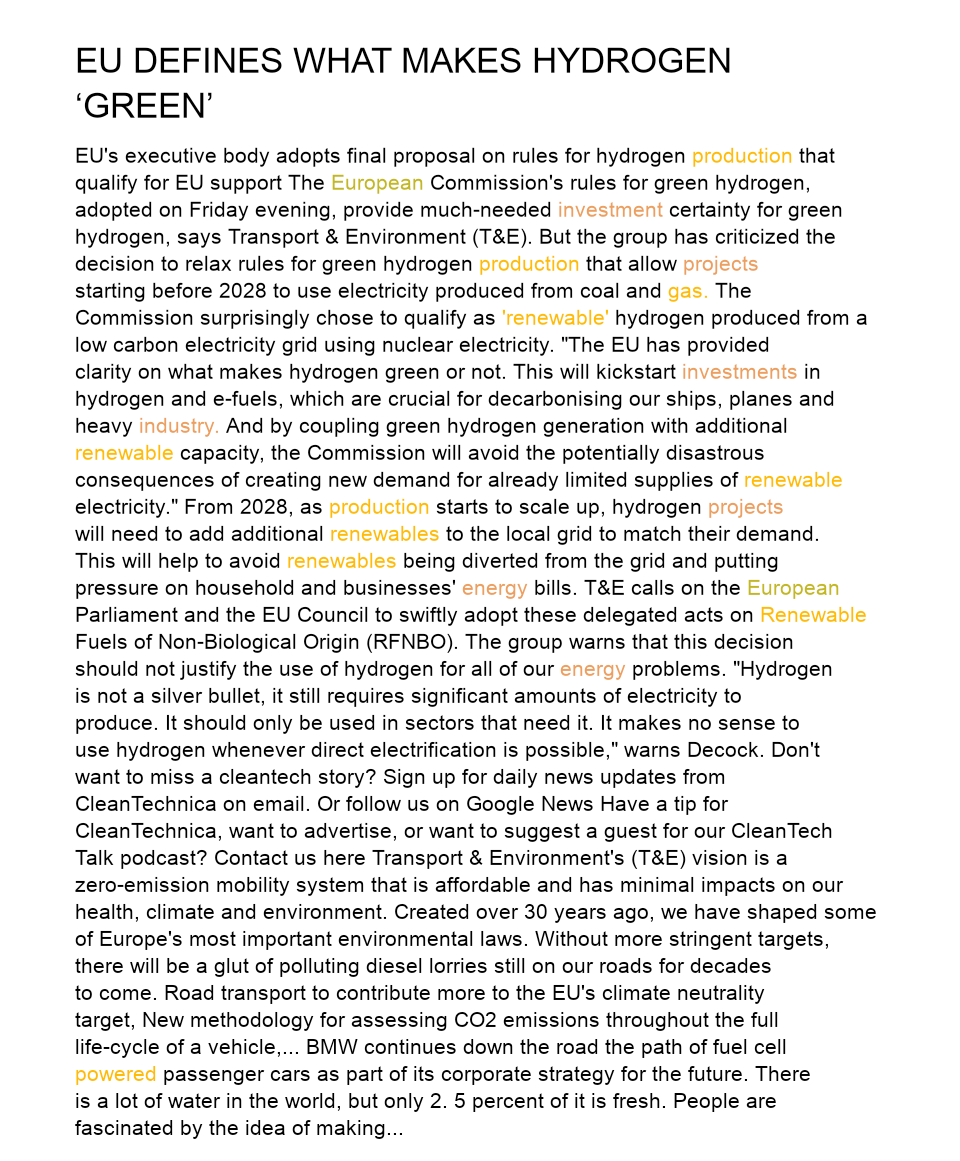 EU DEFINES WHAT MAKES HYDROGEN
‘GREEN’
EU's executive body adopts final proposal on rules for hydrogen production that
qualify for EU support The European Commission's rules for green hydrogen,
adopted on Friday evening, provide much-needed investment certainty for green
hydrogen, says Transport & Environment (T&E). But the group has criticized the
decision to relax rules for green hydrogen production that allow projects
starting before 2028 to use electricity produced from coal and gas. The
Commission surprisingly chose to qualify as 'renewable' hydrogen produced from a
low carbon electricity grid using nuclear electricity. "The EU has provided
clarity on what makes hydrogen green or not. This will kickstart investments in
hydrogen and e-fuels, which are crucial for decarbonising our ships, planes and
heavy industry. And by coupling green hydrogen generation with additional
renewable capacity, the Commission will avoid the potentially disastrous
consequences of creating new demand for already limited supplies of renewable
electricity." From 2028, as production starts to scale up, hydrogen projects
will need to add additional renewables to the local grid to match their demand.
This will help to avoid renewables being diverted from the grid and putting
pressure on household and businesses' energy bills. T&E calls on the European
Parliament and the EU Council to swiftly adopt these delegated acts on Renewable
Fuels of Non-Biological Origin (RFNBO). The group warns that this decision
should not justify the use of hydrogen for all of our energy problems. "Hydrogen
is not a silver bullet, it still requires significant amounts of electricity to
produce. It should only be used in sectors that need it. It makes no sense to
use hydrogen whenever direct electrification is possible," warns Decock. Don't
want to miss a cleantech story? Sign up for daily news updates from
CleanTechnica on email. Or follow us on Google News Have a tip for
CleanTechnica, want to advertise, or want to suggest a guest for our CleanTech
Talk podcast? Contact us here Transport & Environment's (T&E) vision is a
zero-emission mobility system that is affordable and has minimal impacts on our
health, climate and environment. Created over 30 years ago, we have shaped some
of Europe's most important environmental laws. Without more stringent targets,
there will be a glut of polluting diesel lorries still on our roads for decades
to come. Road transport to contribute more to the EU's climate neutrality
target, New methodology for assessing CO2 emissions throughout the full
life-cycle of a vehicle,... BMW continues down the road the path of fuel cell
powered passenger cars as part of its corporate strategy for the future. There
is a lot of water in the world, but only 2. 5 percent of it is fresh. People are
fascinated by the idea of making...